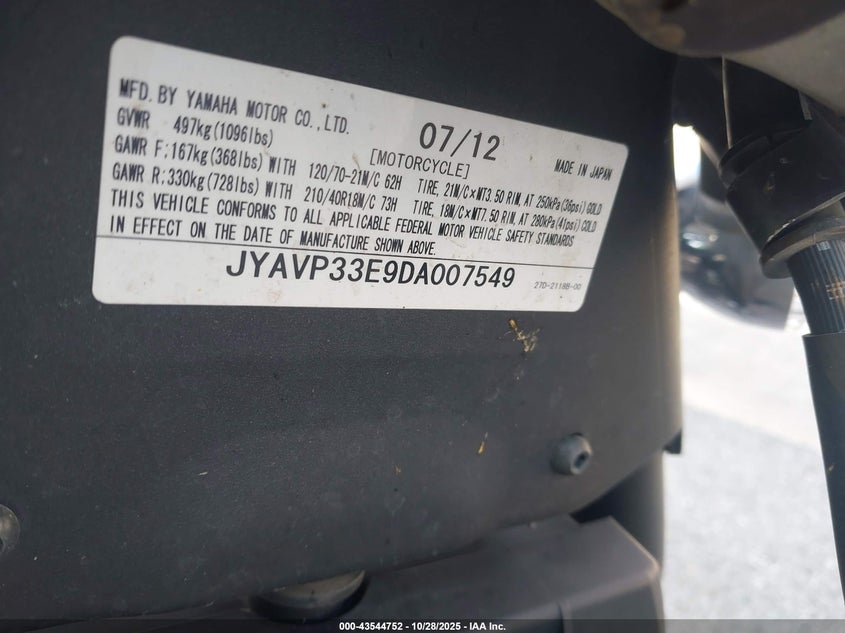 MFD. BY YAMAHA MOTOR CO., LTD. 07/12 MADE IN JAPAN
GVWR 497kg(1096lbs) [MOTORCYCLE]
GAWR F:167kg(368lbs) WITH 120/70-21M/C 62H TIRE, 21M/C×MT3.50 RIM, AT 250kPa(36psi) COLD
GAWR R:330kg(728lbs) WITH 210/40R18M/C 73H TIRE, 18M/C×MT7.50 RIM, AT 280kPa(41psi) COLD
THIS VEHICLE CONFORMS TO ALL APPLICABLE FEDERAL MOTOR VEHICLE SAFETY STANDARDS
IN EFFECT ON THE DATE OF MANUFACTURE SHOWN ABOVE.
JYAVP33E9DA007549 27D-2118B-00
000-43544752 - 10/28/2025 - IAA Inc.